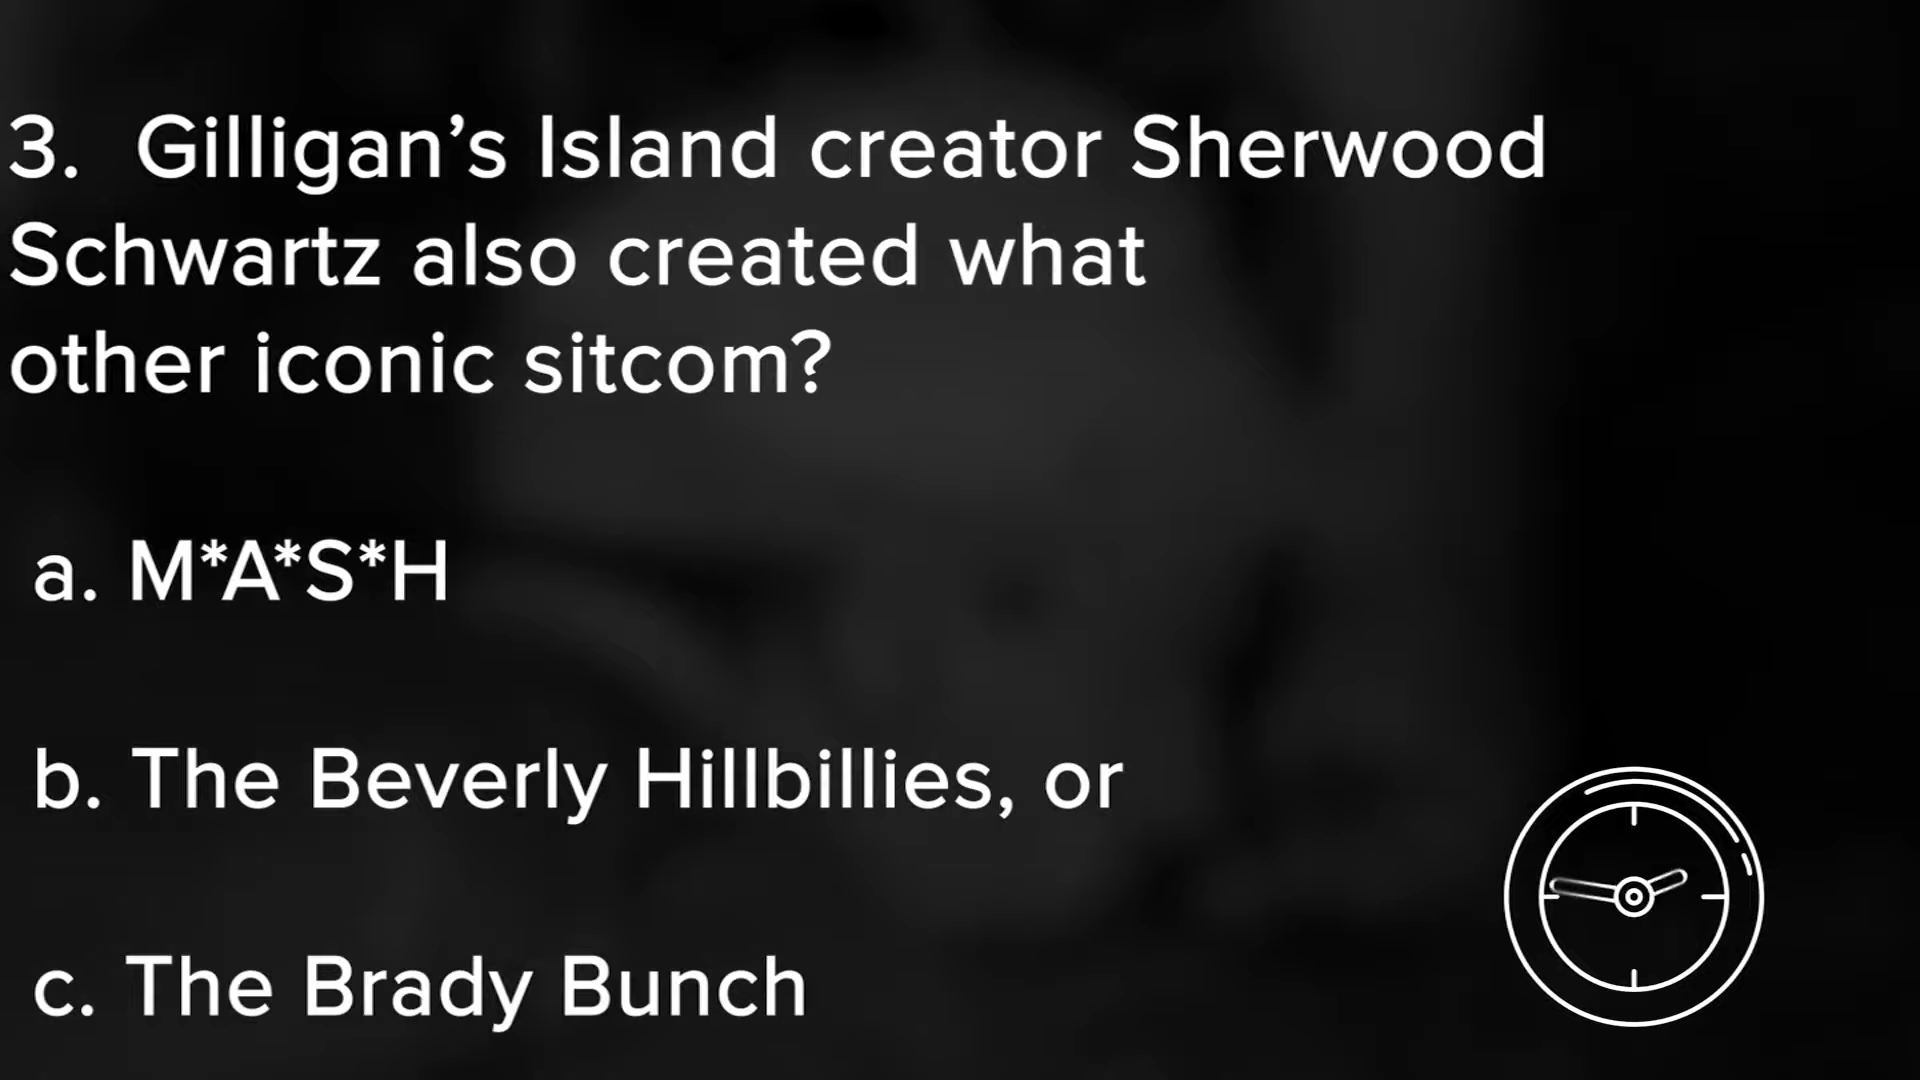 3. Gilligan’s Island creator Sherwood
Schwartz also created what
other iconic sitcom?
a. M*A*S*H
b. The Beverly Hillbillies, or
c. The Brady Bunch